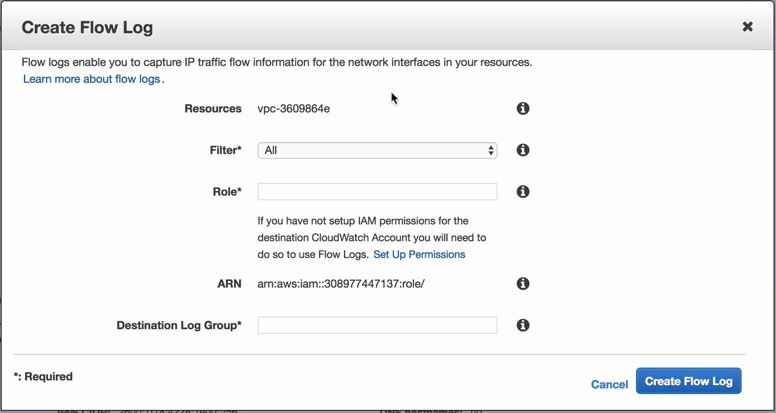 Create Flow Log
Flow logs enable you to capture IP traffic flow information for the network interfaces in your resources.
Learn more about flow logs .
Resources vpc-3609864e
Filter* All
Role*
If you have not setup IAM permissions for the
destination CloudWatch Account you will need to
do so to use Flow Logs. Set Up Permissions
ARN arn:aws:iam::308977447137:role/
Destination Log Group*
*: Required
Cancel Create Flow Log